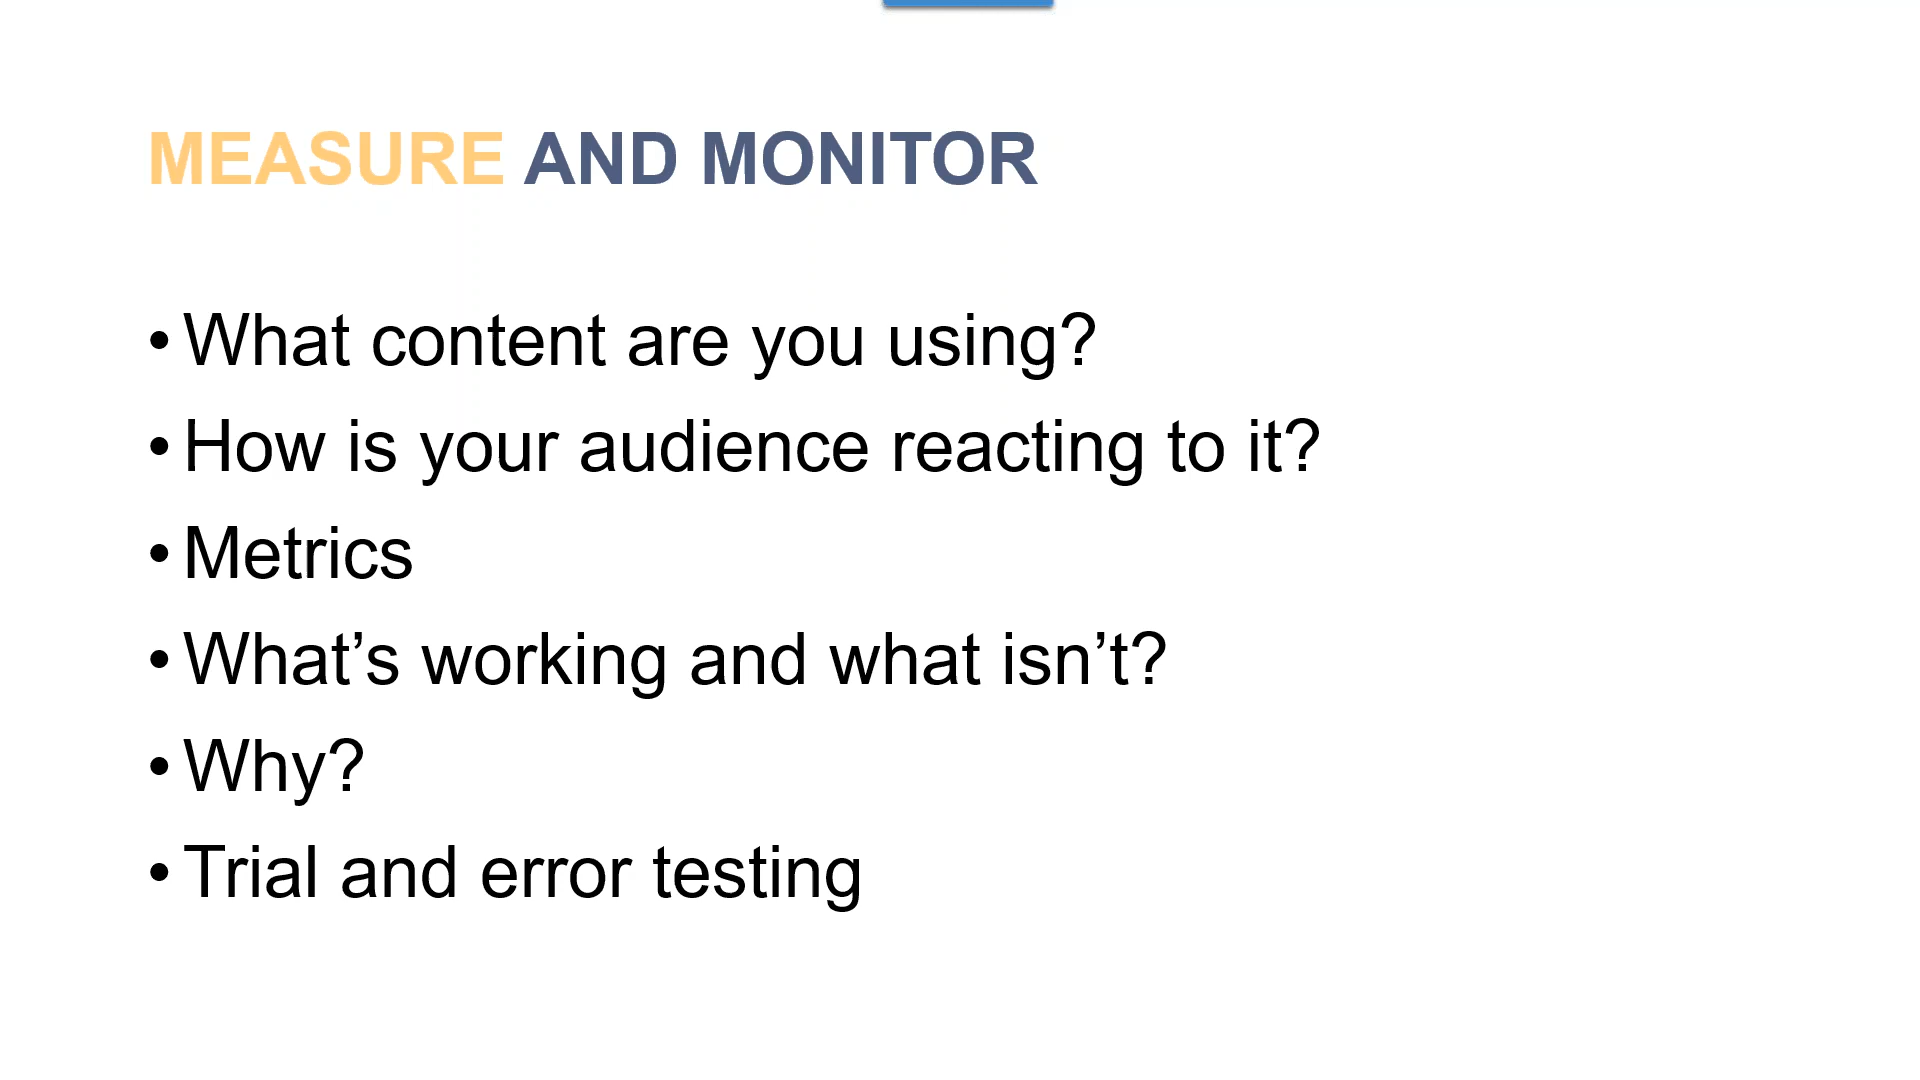 MEASURE AND MONITOR
• What content are you using?
• How is your audience reacting to it?
• Metrics
• What’s working and what isn’t?
• Why?
• Trial and error testing